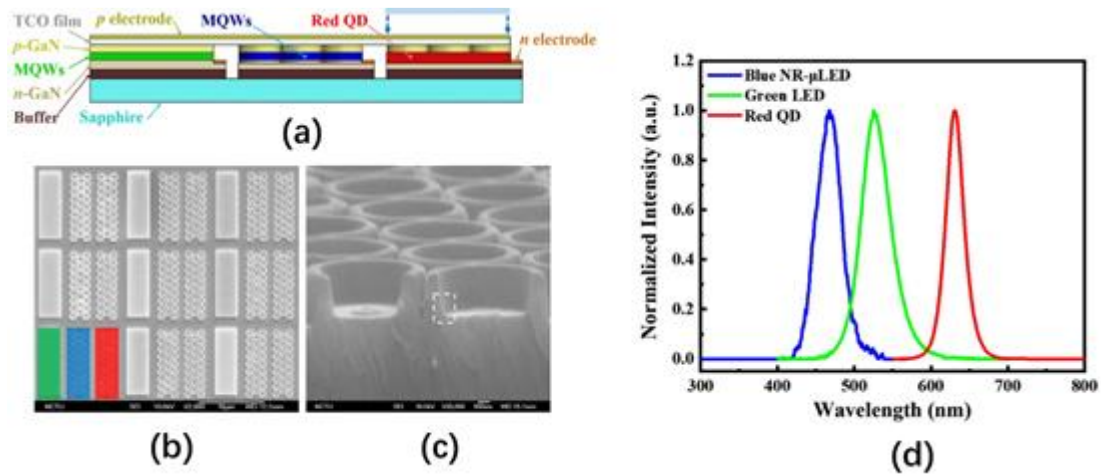 TCO film
p electrode
MQWs
Red QD
n electrode
p-GaN
MQWs
n-GaN
Buffer
Sapphire
(a)
(b)
(c)
Blue NR-μLED
Green LED
Red QD
Normalized Intensity (a.u.)
1.0
0.8
0.6
0.4
0.2
0.0
300 400 500 600 700 800
Wavelength (nm)
(d)